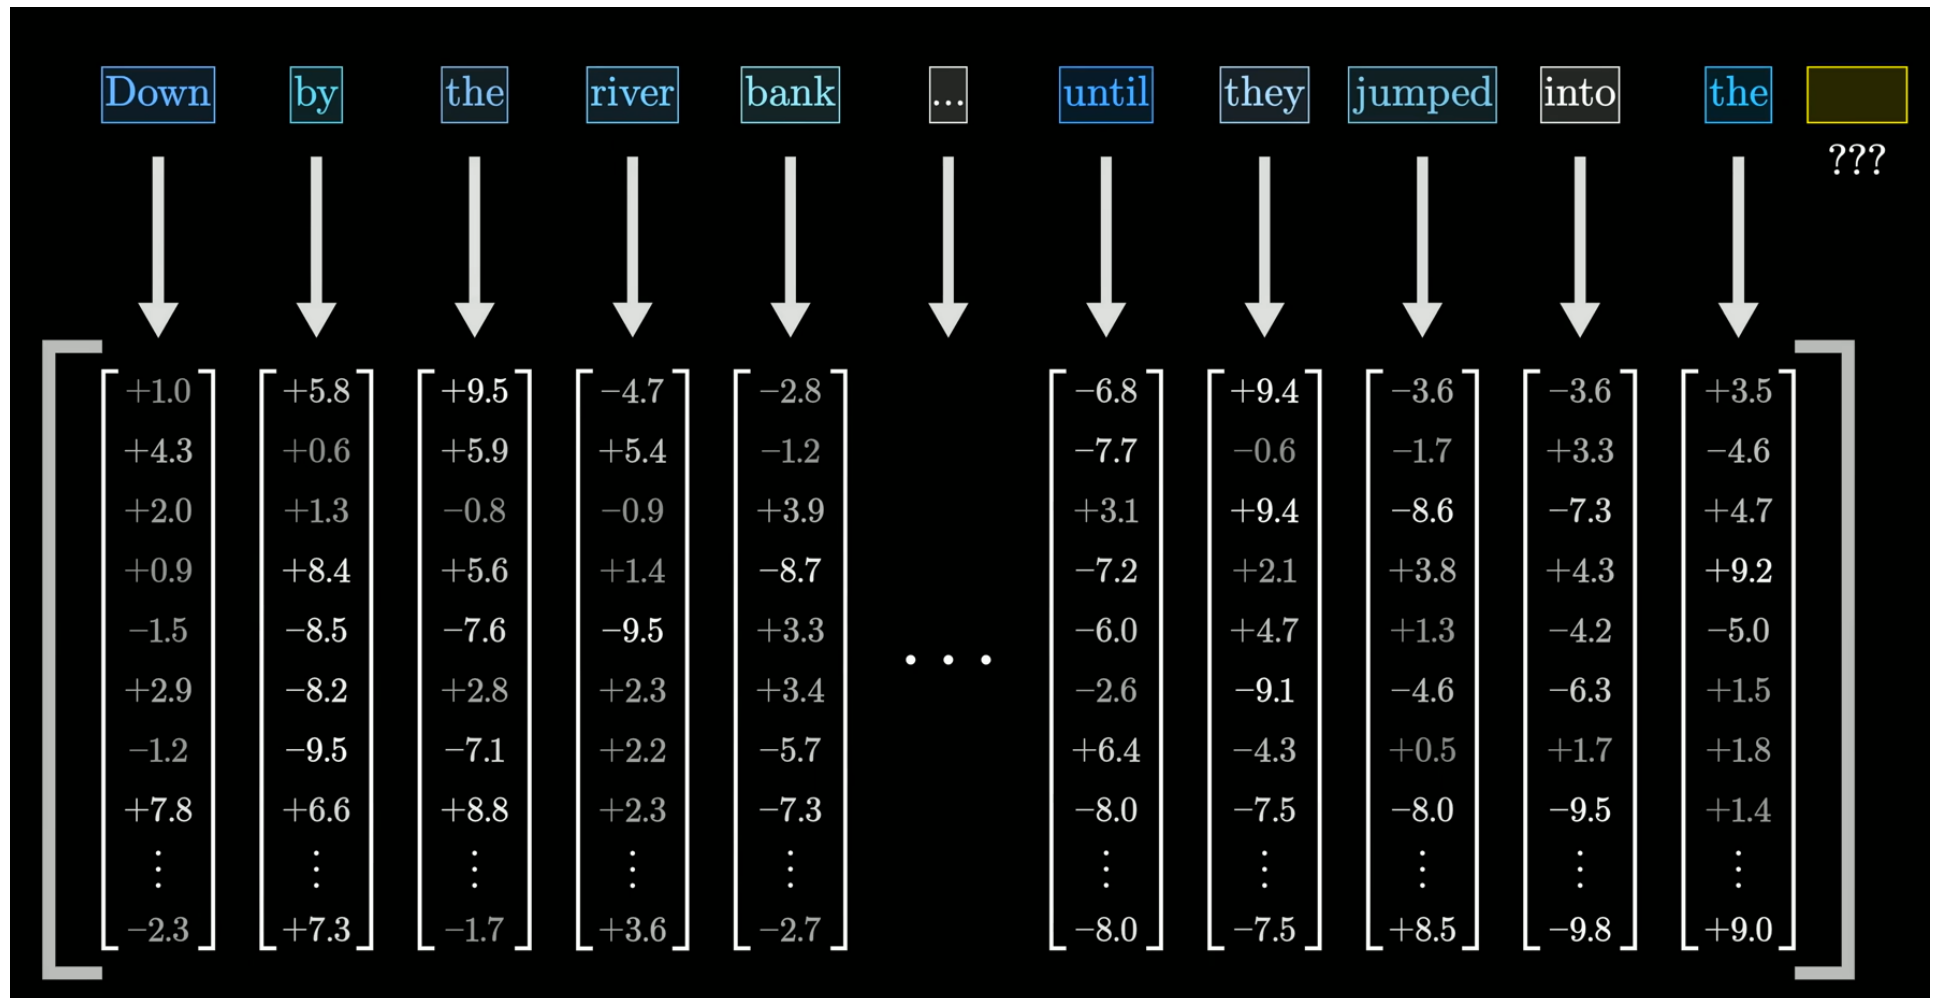 Down by the river bank ... until they jumped into the
???
+1.0 +5.8 +9.5 −4.7 −2.8 −6.8 +9.4 −3.6 −3.6 +3.5
+4.3 +0.6 +5.9 +5.4 −1.2 −7.7 −0.6 −1.7 +3.3 −4.6
+2.0 +1.3 −0.8 −0.9 +3.9 +3.1 +9.4 −8.6 −7.3 +4.7
+0.9 +8.4 +5.6 +1.4 −8.7 −7.2 +2.1 +3.8 +4.3 +9.2
−1.5 −8.5 −7.6 −9.5 +3.3 −6.0 +4.7 +1.3 −4.2 −5.0
. . .
+2.9 −8.2 +2.8 +2.3 +3.4 −2.6 −9.1 −4.6 −6.3 +1.5
−1.2 −9.5 −7.1 +2.2 −5.7 +6.4 −4.3 +0.5 +1.7 +1.8
+7.8 +6.6 +8.8 +2.3 −7.3 −8.0 −7.5 −8.0 −9.5 +1.4
⋮ ⋮ ⋮ ⋮ ⋮ ⋮ ⋮ ⋮ ⋮ ⋮
−2.3 +7.3 −1.7 +3.6 −2.7 −8.0 −7.5 +8.5 −9.8 +9.0